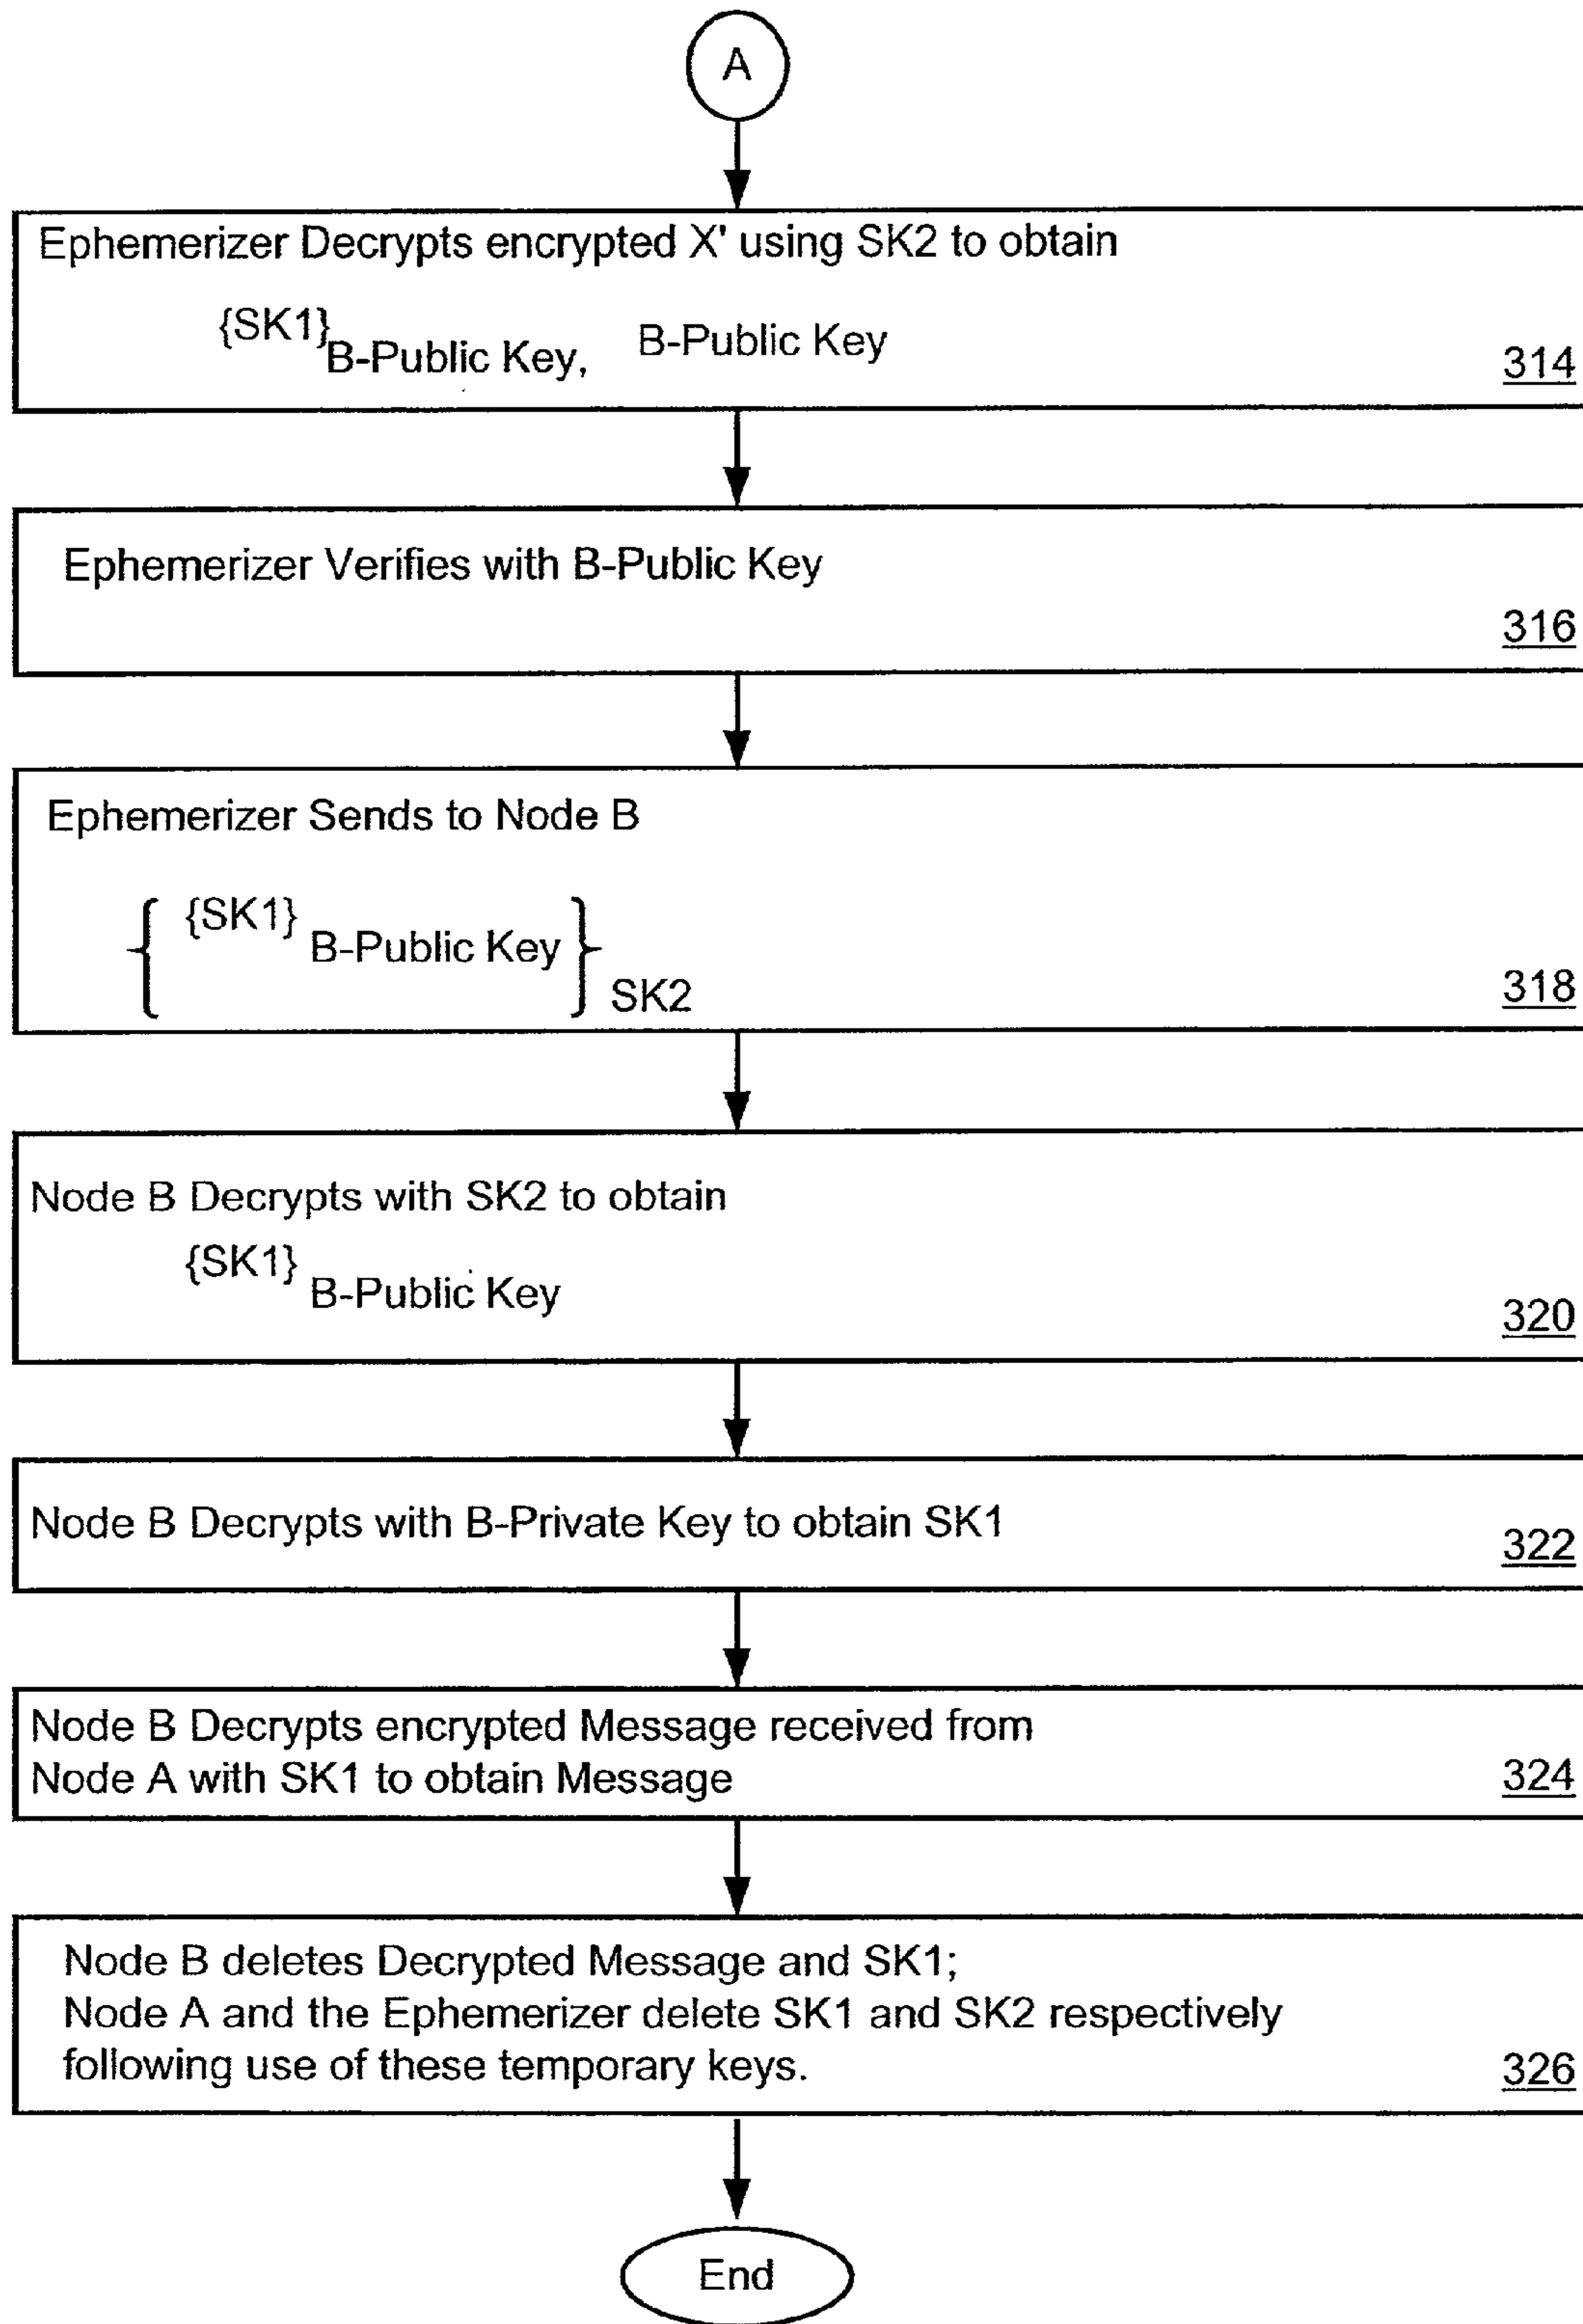 A
Ephemerizer Decrypts encrypted X' using SK2 to obtain
{SK1} B-Public Key, B-Public Key
314
Ephemerizer Verifies with B-Public Key
316
Ephemerizer Sends to Node B
{ {SK1} B-Public Key } SK2
318
Node B Decrypts with SK2 to obtain
{SK1} B-Public Key
320
Node B Decrypts with B-Private Key to obtain SK1
322
Node B Decrypts encrypted Message received from
Node A with SK1 to obtain Message
324
Node B deletes Decrypted Message and SK1;
Node A and the Ephemerizer delete SK1 and SK2 respectively
following use of these temporary keys.
326
End